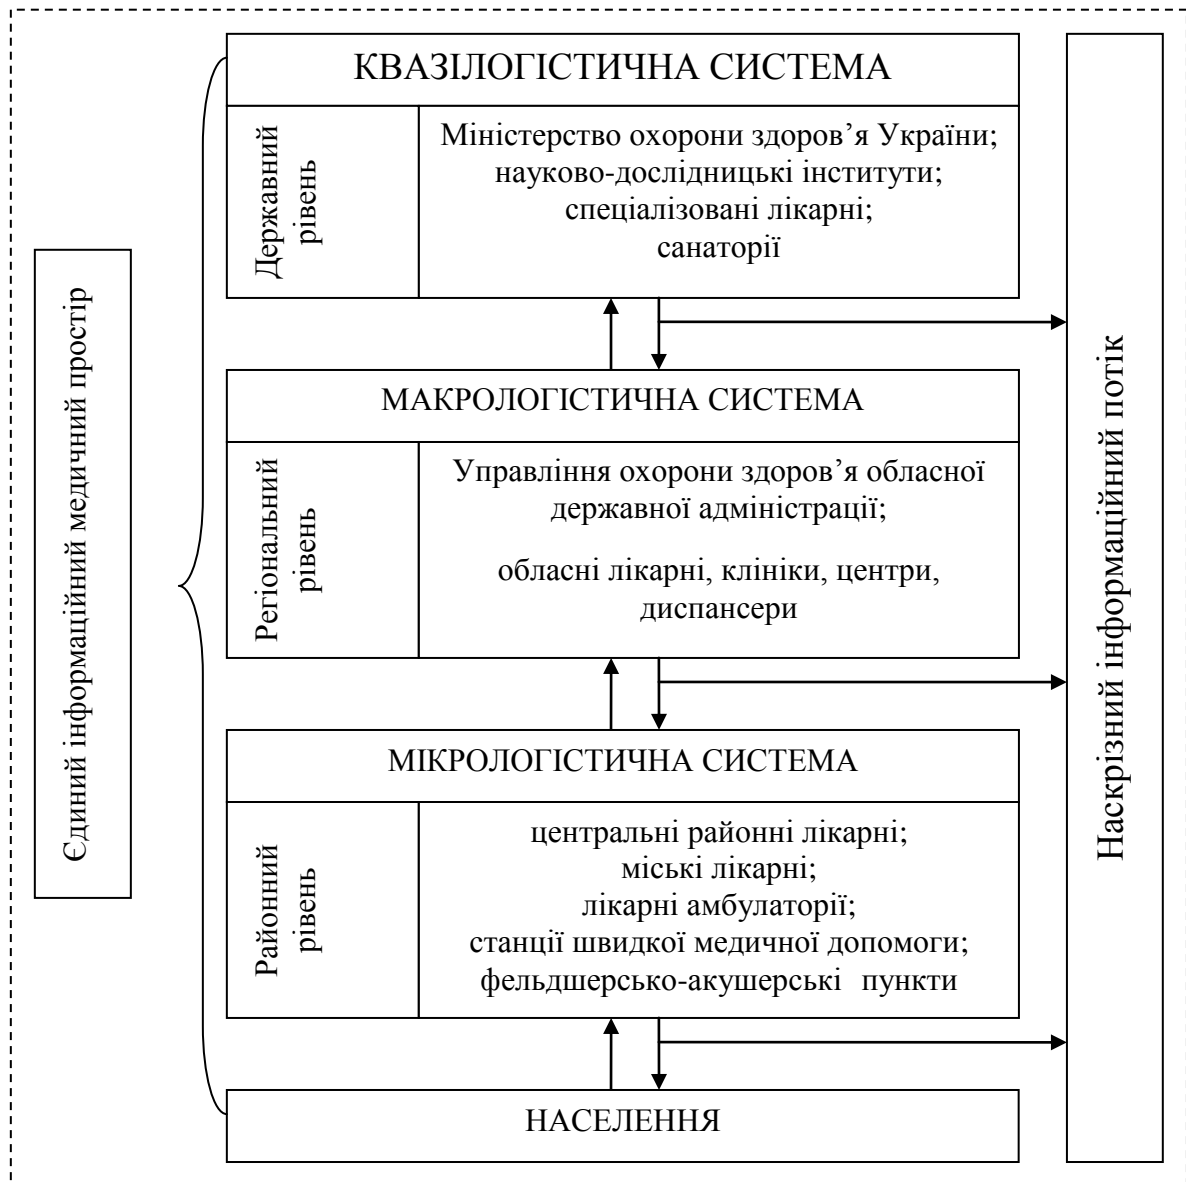 Єдиний інформаційний медичний простір
КВАЗІЛОГІСТИЧНА СИСТЕМА
Державний
рівень
Міністерство охорони здоров’я України;
науково-дослідницькі інститути;
спеціалізовані лікарні;
санаторії
МАКРОЛОГІСТИЧНА СИСТЕМА
Регіональний
рівень
Управління охорони здоров’я обласної
державної адміністрації;
обласні лікарні, клініки, центри,
диспансери
МІКРОЛОГІСТИЧНА СИСТЕМА
Районний
рівень
центральні районні лікарні;
міські лікарні;
лікарні амбулаторії;
станції швидкої медичної допомоги;
фельдшерсько-акушерські пункти
НАСЕЛЕННЯ
Наскрізний інформаційний потік